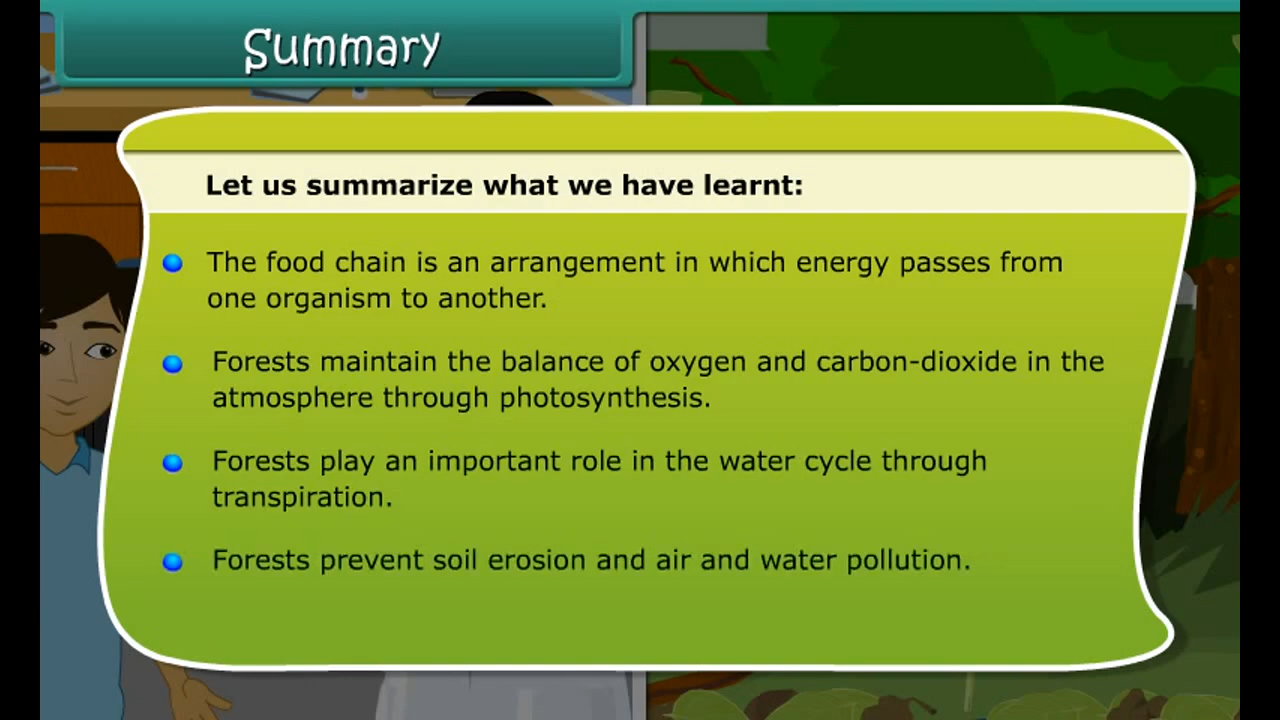 Summary
Let us summarize what we have learnt:
The food chain is an arrangement in which energy passes from
one organism to another.
Forests maintain the balance of oxygen and carbon-dioxide in the
atmosphere through photosynthesis.
Forests play an important role in the water cycle through
transpiration.
Forests prevent soil erosion and air and water pollution.